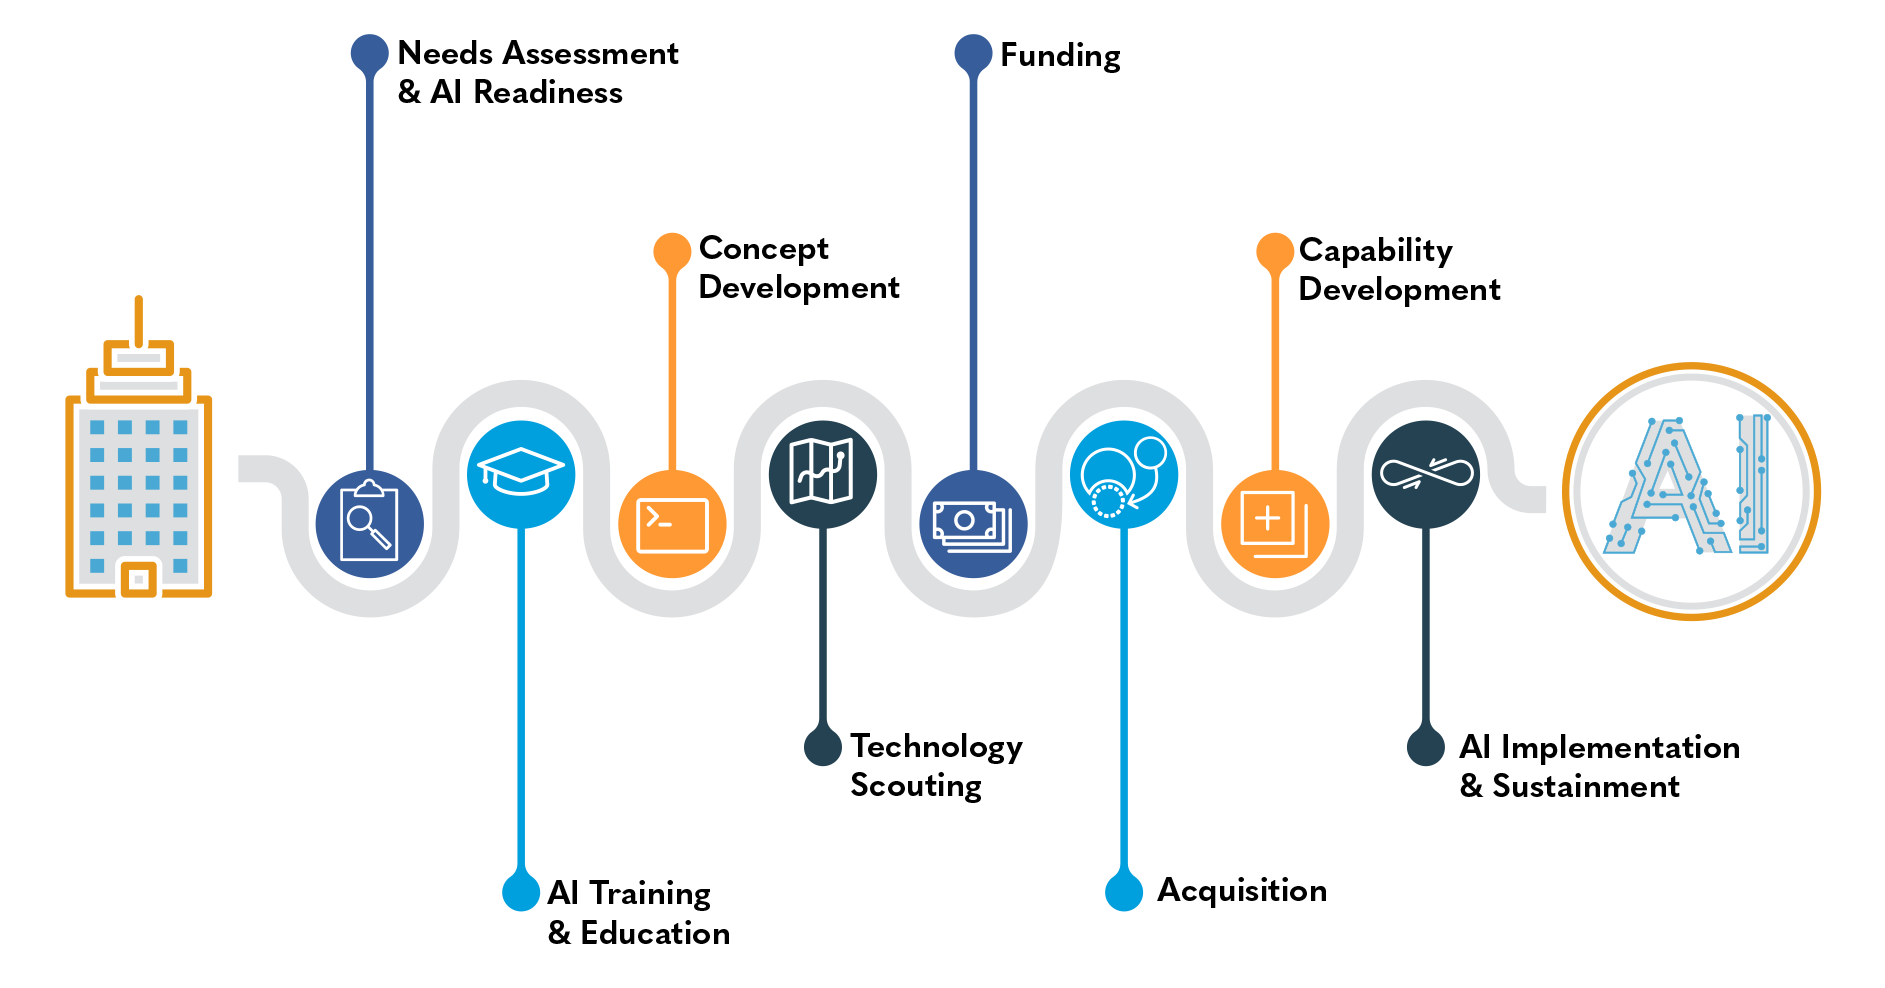 Needs Assessment
& AI Readiness
AI Training
& Education
Concept
Development
Technology
Scouting
Funding
Acquisition
Capability
Development
AI Implementation
& Sustainment
AI